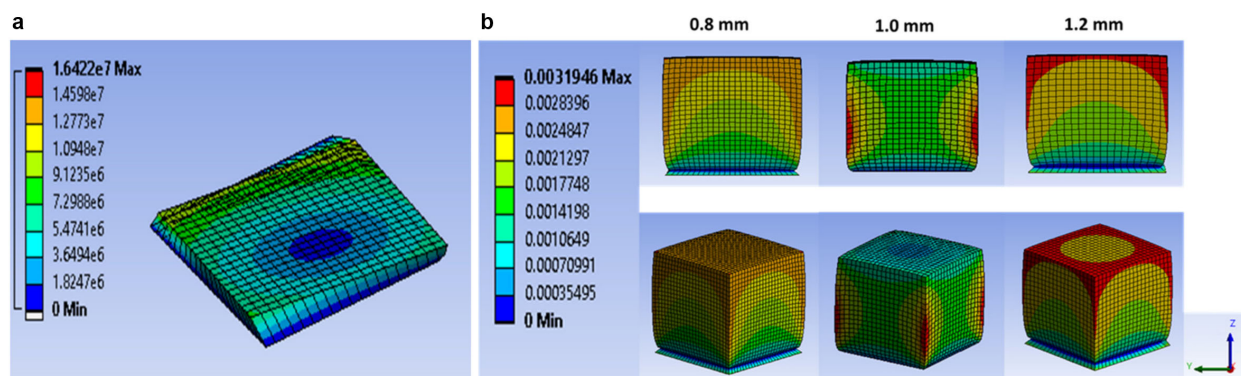 a
b
0.8 mm
1.0 mm
1.2 mm
1.6422e7 Max
1.4598e7
1.2773e7
1.0948e7
9.1235e6
7.2988e6
5.4741e6
3.6494e6
1.8247e6
0 Min
0.0031946 Max
0.0028396
0.0024847
0.0021297
0.0017748
0.0014198
0.0010649
0.00070991
0.00035495
0 Min
Z
Y
X